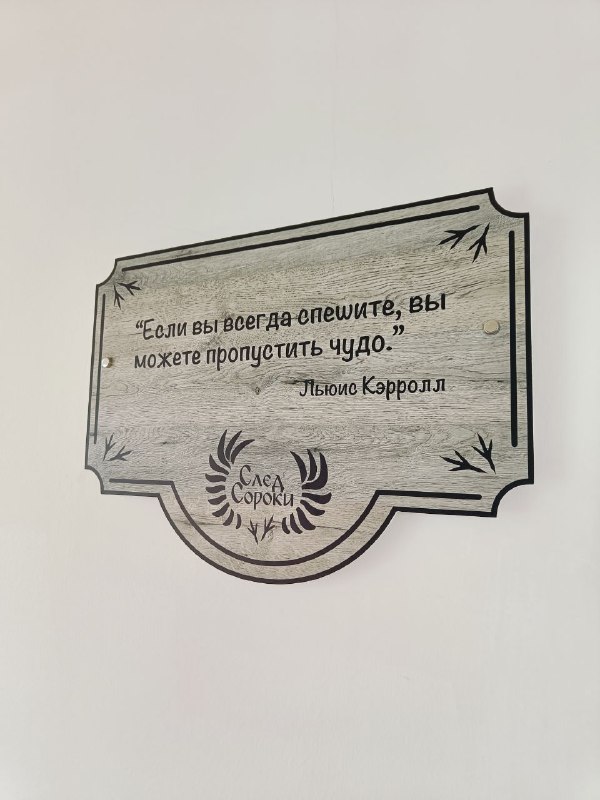 “Если вы всегда спешите, вы
можете пропустить чудо.”
Льюис Кэрролл
След
Сороки